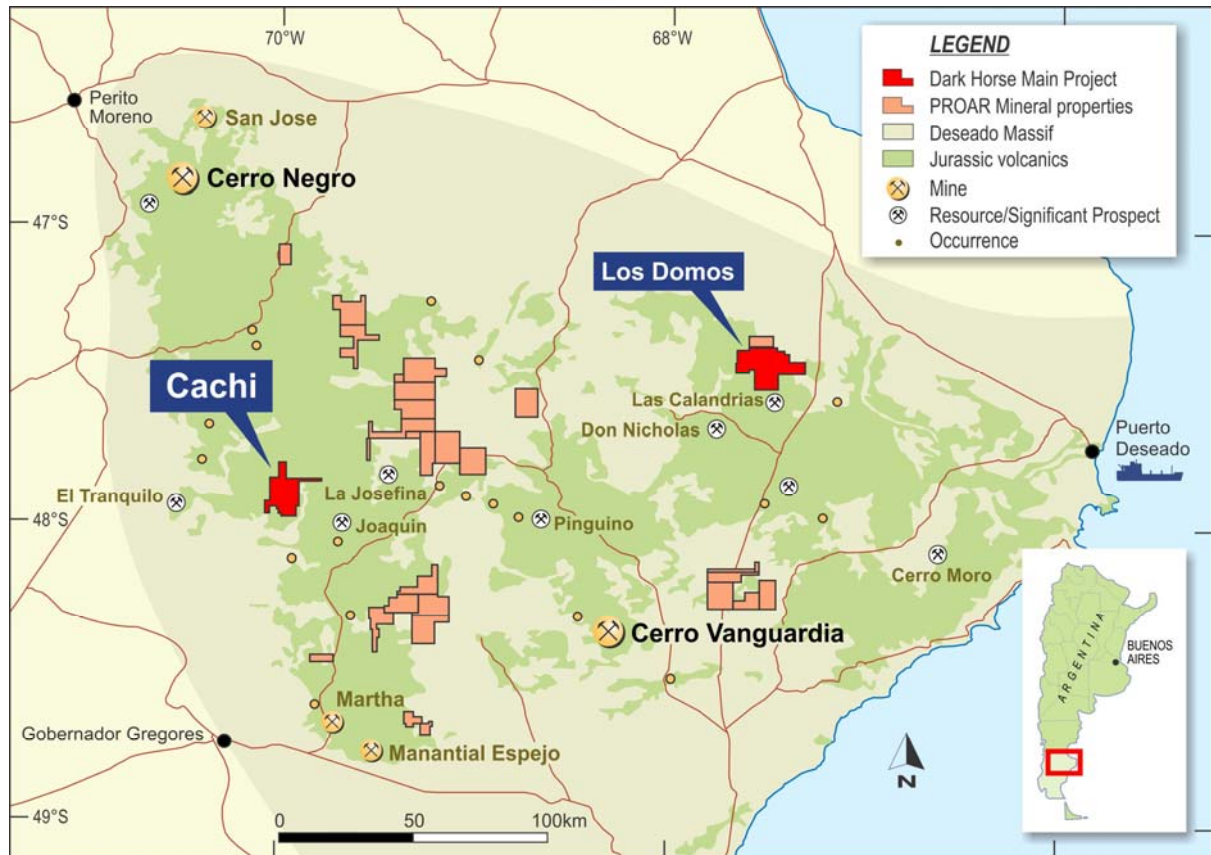 70°W
68°W
LEGEND
Dark Horse Main Project
PROAR Mineral properties
Deseado Massif
Jurassic volcanics
Mine
Resource/Significant Prospect
Occurrence
Perito
Moreno
San Jose
Cerro Negro
47°S
Los Domos
Cachi
Las Calandrias
Don Nicholas
Puerto
Deseado
El Tranquilo
La Josefina
48°S
Joaquin
Pinguino
Cerro Moro
Cerro Vanguardia
ARGENTINA
BUENOS
AIRES
Martha
Gobernador Gregores
Manantial Espejo
N
49°S
0
50
100km